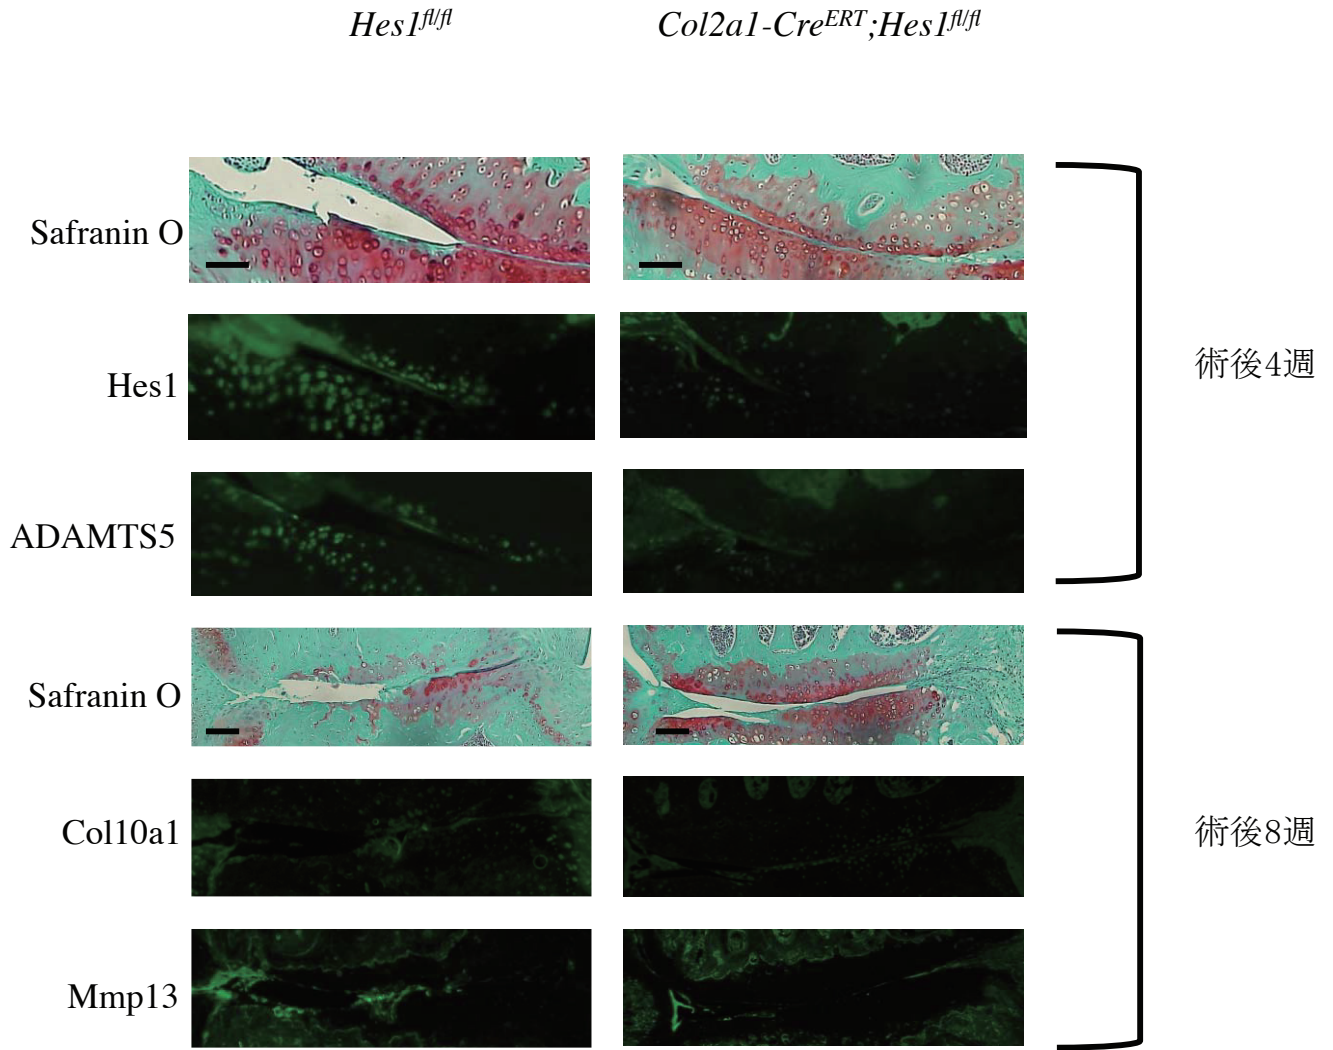 Hes1fl/fl
Col2a1-CreERT;Hes1fl/fl
Safranin O
Hes1
ADAMTS5
術後4週
Safranin O
Col10a1
Mmp13
術後8週